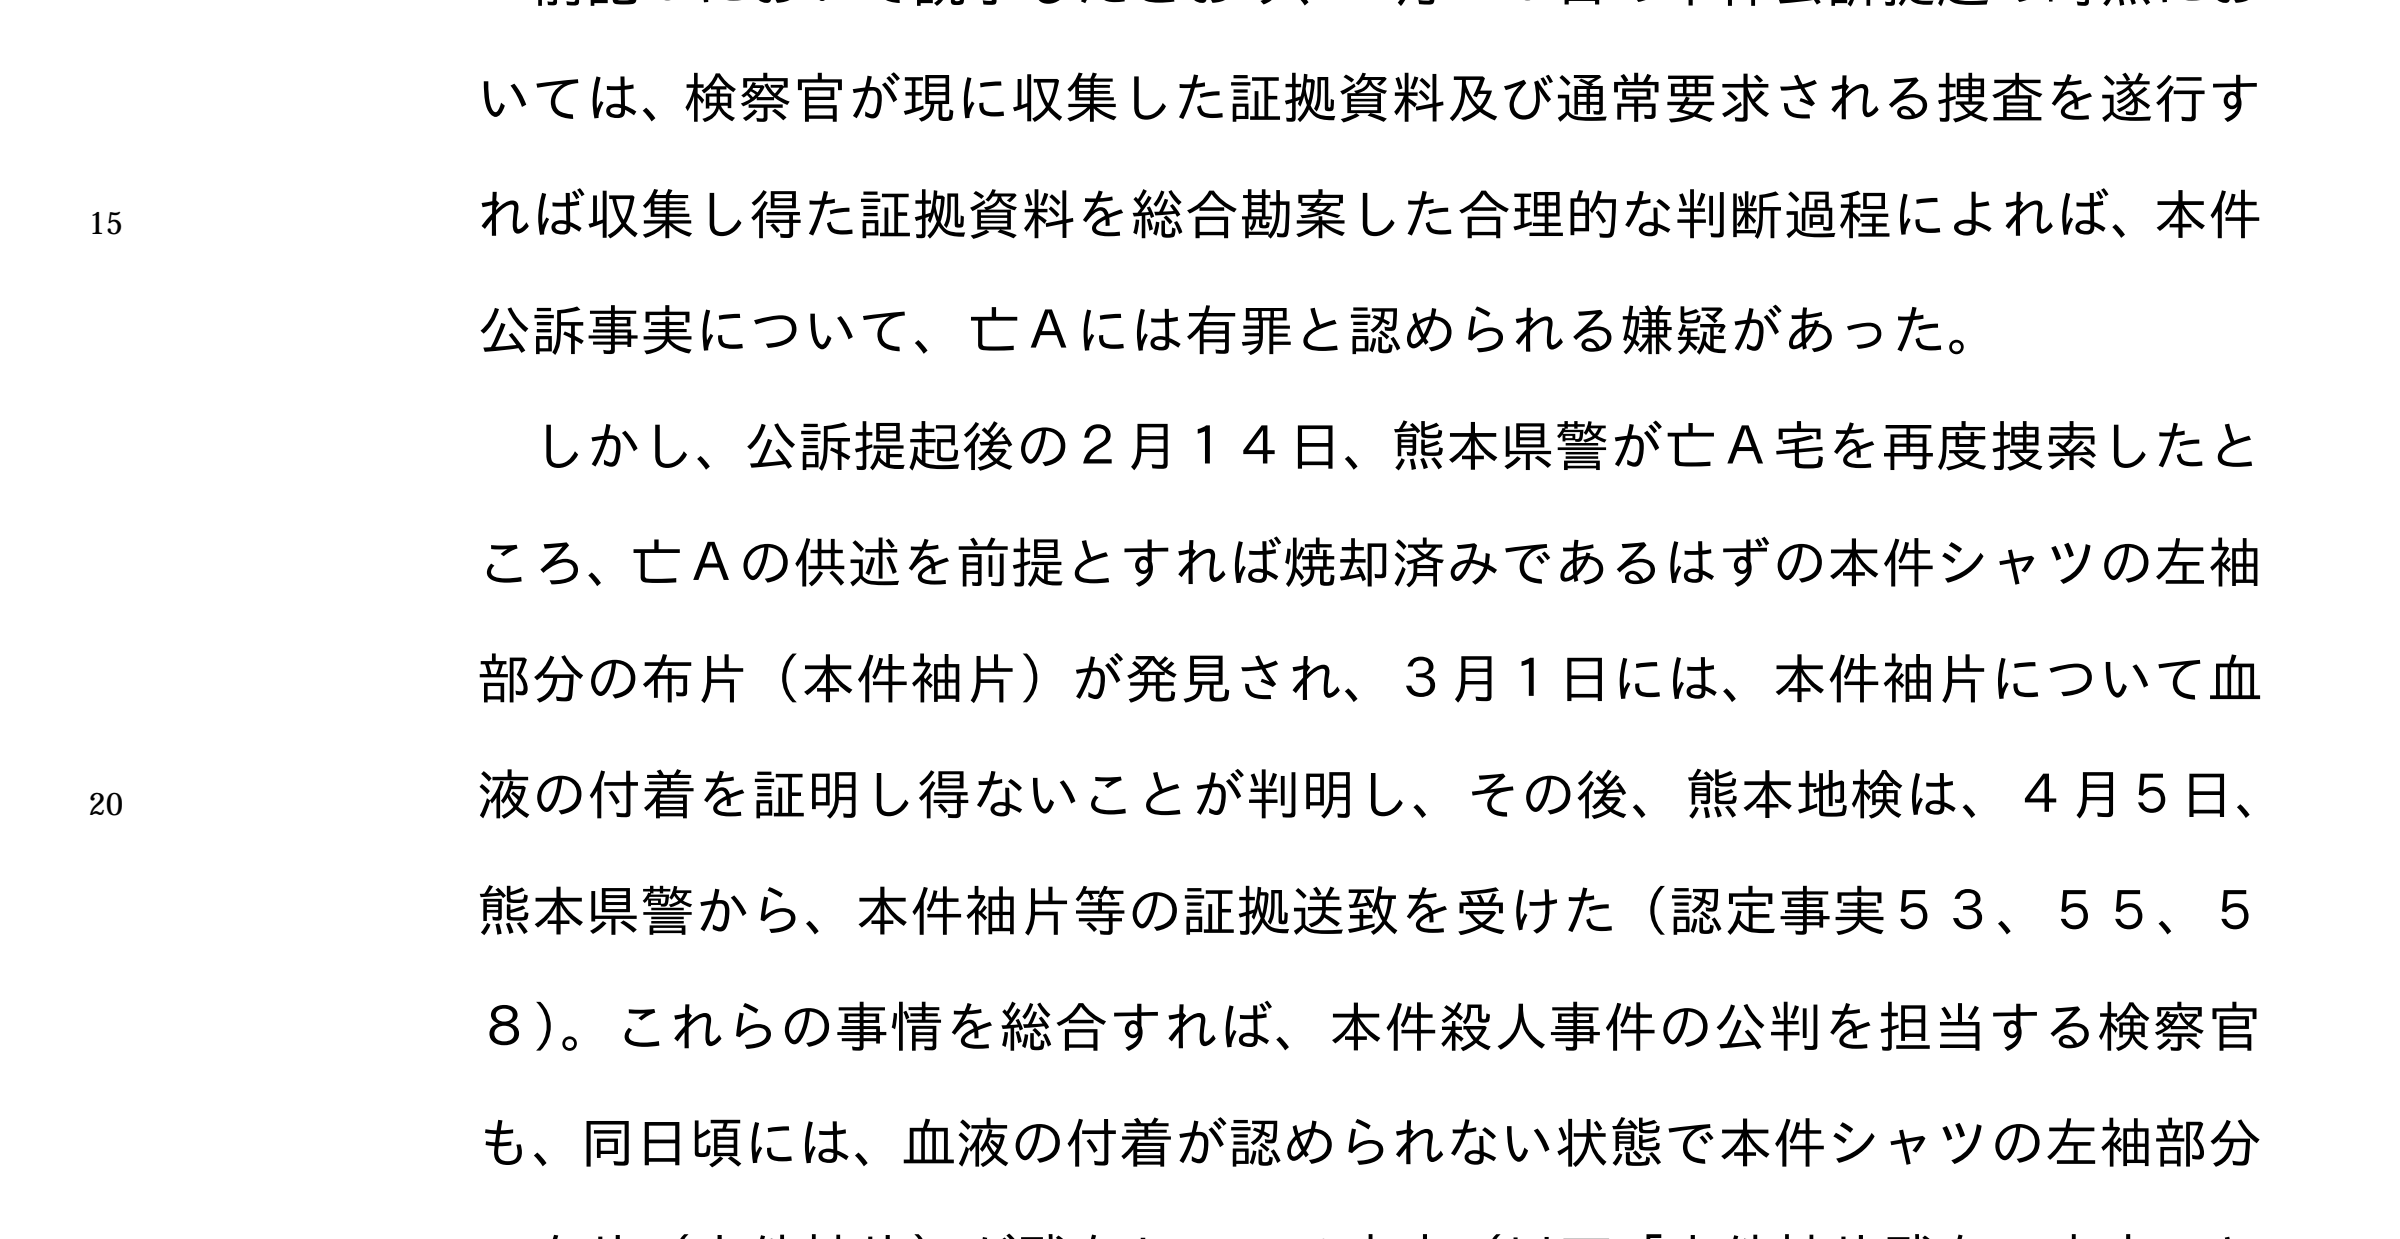 いては、検察官が現に収集した証拠資料及び通常要求される捜査を遂行す
15 れば収集し得た証拠資料を総合勘案した合理的な判断過程によれば、本件
公訴事実について、亡Aには有罪と認められる嫌疑があった。
しかし、公訴提起後の2月14日、熊本県警が亡A宅を再度捜索したと
ころ、亡Aの供述を前提とすれば焼却済みであるはずの本件シャツの左袖
部分の布片（本件袖片）が発見され、3月1日には、本件袖片について血
20 液の付着を証明し得ないことが判明し、その後、熊本地検は、4月5日、
熊本県警から、本件袖片等の証拠送致を受けた（認定事実53、55、5
8）。これらの事情を総合すれば、本件殺人事件の公判を担当する検察官
も、同日頃には、血液の付着が認められない状態で本件シャツの左袖部分